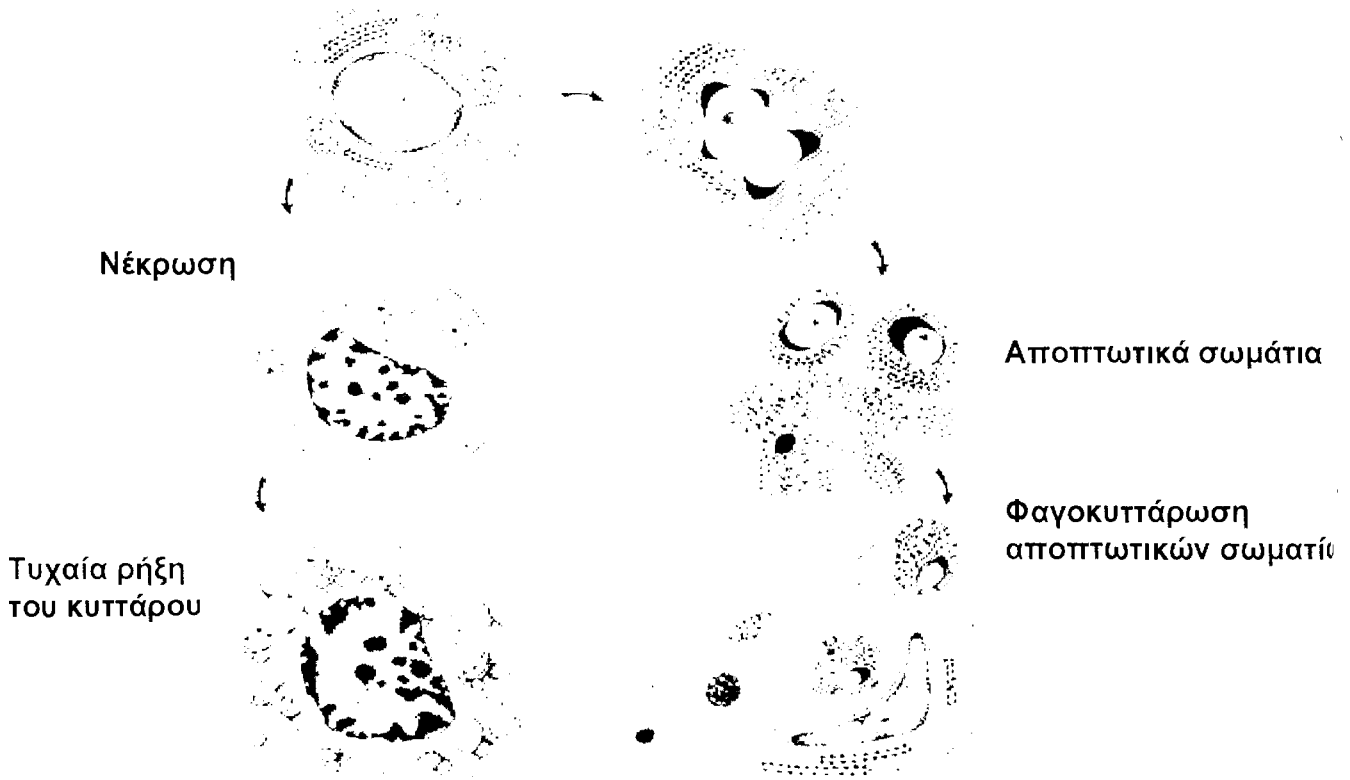 Νέκρωση
Αποπτωτικά σωμάτια
Φαγοκυττάρωση
αποπτωτικών
Τυχαία ρήξη
του κυττάρου